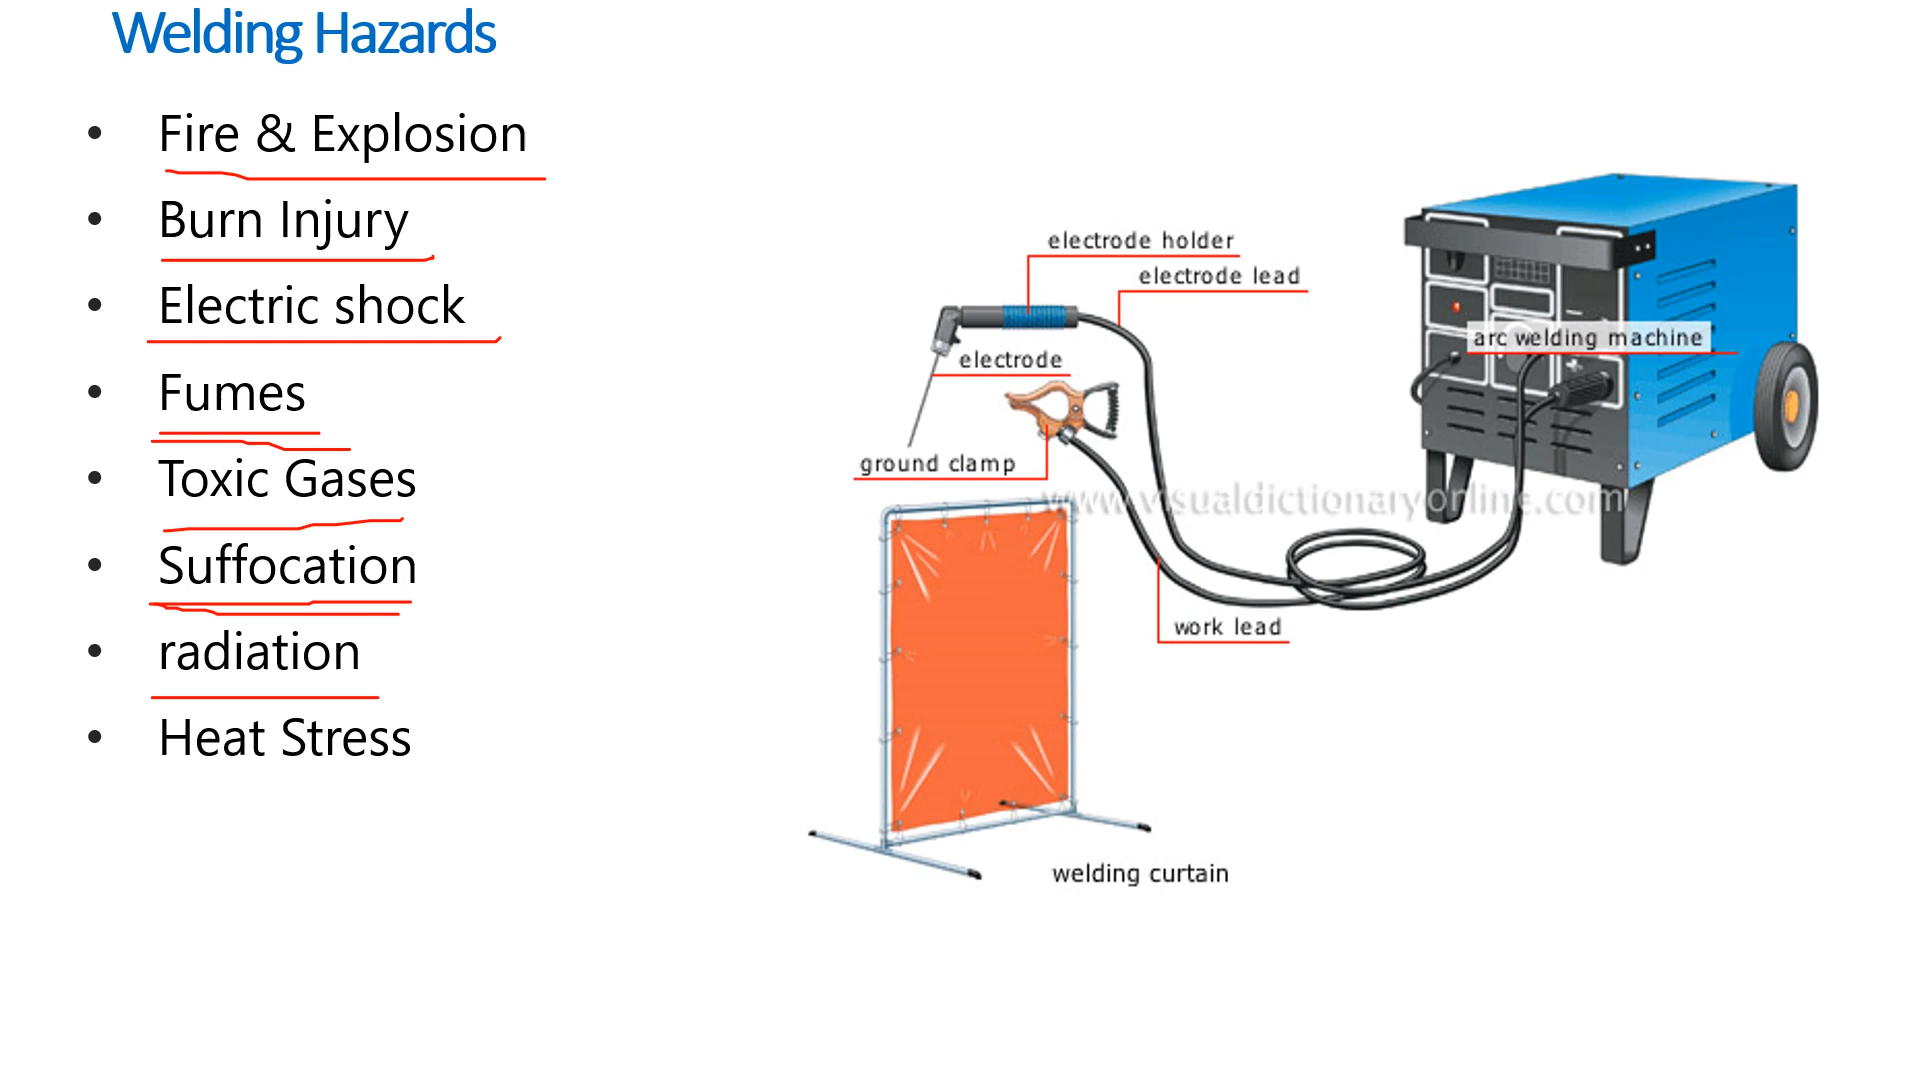 Welding Hazards
• Fire & Explosion
• Burn Injury
• Electric shock
• Fumes
• Toxic Gases
• Suffocation
• radiation
• Heat Stress
electrode holder
electrode lead
arc welding machine
electrode
ground clamp
www.visualdictionaryonline.com
work lead
welding curtain